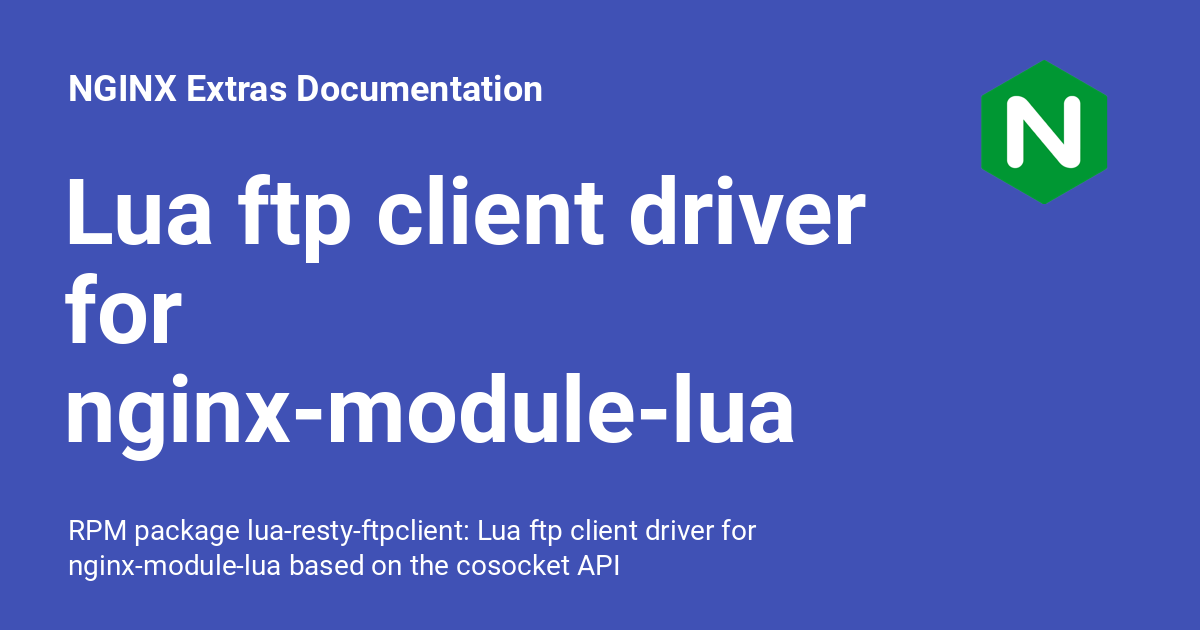 NGINX Extras Documentation
N
Lua ftp client driver
for
nginx-module-lua
RPM package lua-resty-ftpclient: Lua ftp client driver for
nginx-module-lua based on the cosocket API